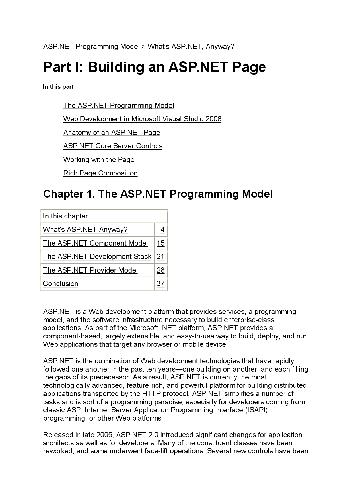 ASP.NET Programming Model > What's ASP.NET, Anyway?
Part I: Building an ASP.NET Page
In this part
The ASP.NET Programming Model
Web Development in Microsoft Visual Studio 2005
Anatomy of an ASP.NET Page
ASP.NET Core Server Controls
Working with the Page
Rich Page Composition
Chapter 1. The ASP.NET Programming Model
In this chapter
What's ASP.NET Anyway? 4
The ASP.NET Component Model 15
The ASP.NET Development Stack 21
The ASP.NET Provider Model 28
Conclusion 37
ASP.NET is a Web development platform that provides services, a programming
model, and the software infrastructure necessary to build enterprise-class
applications. As part of the Microsoft .NET platform, ASP.NET provides a
component-based, largely extensible, and easy-to-use way to build, deploy, and run
Web applications that target any browser or mobile device.
ASP.NET is the culmination of Web development technologies that have rapidly
followed one another in the past ten years—one building on another, and each filling
the gaps of its predecessor. As a result, ASP.NET is currently the most
technologically advanced, feature-rich, and powerful platform for building distributed
applications transported by the HTTP protocol. ASP.NET simplifies a number of
tasks and is sort of a programming paradise, especially for developers coming from
classic ASP, Internet Server Application Programming Interface (ISAPI)
programming, or other Web platforms.
Released in late 2005, ASP.NET 2.0 introduced significant changes for application
architects as well as for developers. Many of the constituent classes have been
reworked, and some underwent face-lift operations. Several new controls have been